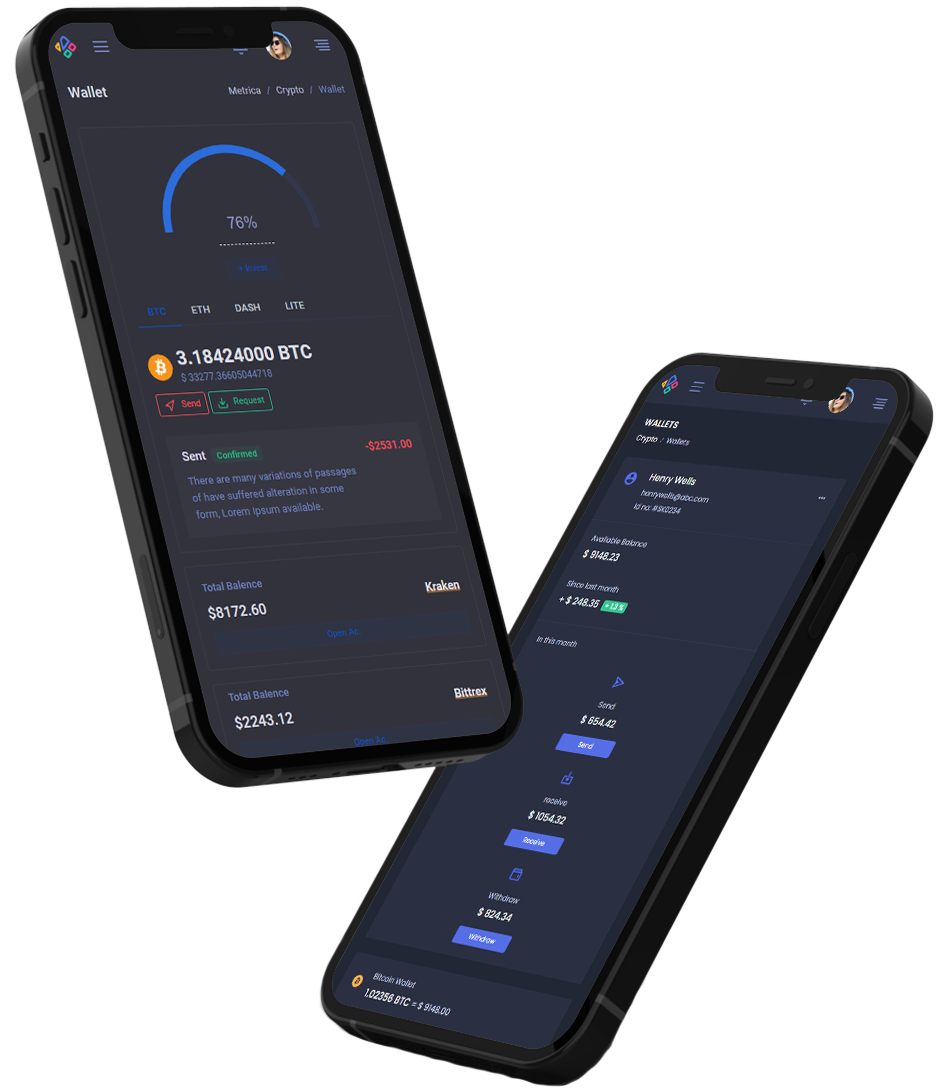 Wallet
Metrica / Crypto / Wallet
76%
+ Invest
BTC ETH DASH LITE
3.18424000 BTC
$ 33277.36605044718
Send Request
Sent Confirmed -$2531.00
There are many variations of passages
of have suffered alteration in some
form, Lorem Ipsum available.
Total Balence
Kraken
$8172.60
Open Ac.
Total Balence
Bittrex
$2243.12
Open Ac.
WALLETS
Crypto / Wallets
Henry Wells
henrywells@abc.com
Id no: #SK0234
Available Balance
$ 9148.23
Since last month
+ $ 248.35 +1.3 %
In this month
Send
$ 654.42
Send
receive
$ 1054.32
Receive
Withdraw
$ 824.34
Withdraw
Bitcoin Wallet
1.02356 BTC = $ 9148.00